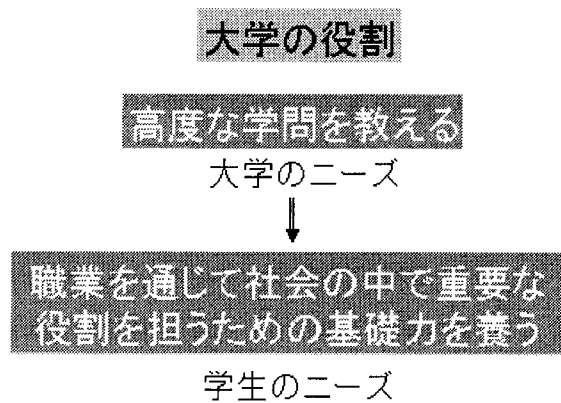 大学の役割
高度な学問を教える
大学のニーズ
職業を通じて社会の中で重要な
役割を担うための基礎力を養う
学生のニーズ